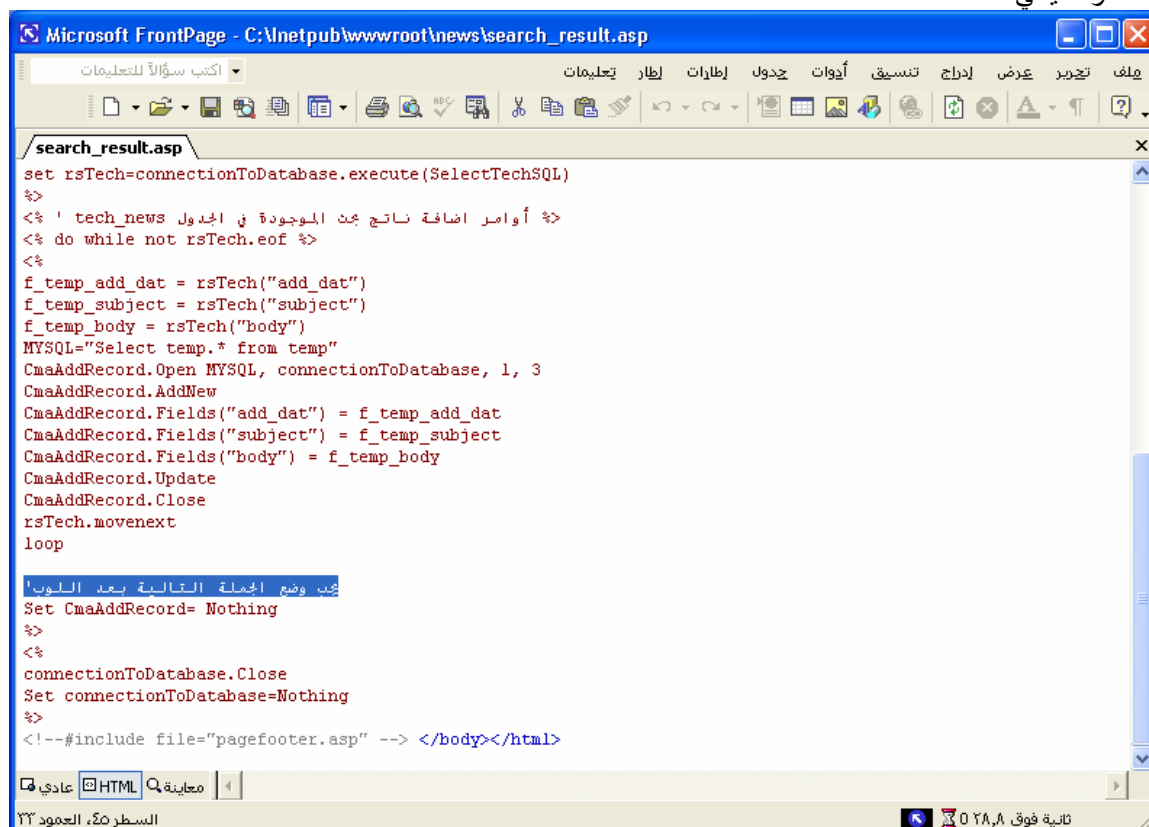 Microsoft FrontPage - C:\Inetpub\wwwroot\news\search_result.asp
ملف تحرير عرض إدراج تنسيق أدوات جدول إطارات إطار تعليمات اكتب سؤالاً للتعليمات
search_result.asp
set rsTech=connectionToDatabase.execute(SelectTechSQL)
%>
<% ' tech_news أوامر اضافة ناتج بحث الموجودة في الجدول %>
<% do while not rsTech.eof %>
<%
f_temp_add_dat = rsTech("add_dat")
f_temp_subject = rsTech("subject")
f_temp_body = rsTech("body")
MYSQL="Select temp.* from temp"
CmaAddRecord.Open MYSQL, connectionToDatabase, 1, 3
CmaAddRecord.AddNew
CmaAddRecord.Fields("add_dat") = f_temp_add_dat
CmaAddRecord.Fields("subject") = f_temp_subject
CmaAddRecord.Fields("body") = f_temp_body
CmaAddRecord.Update
CmaAddRecord.Close
rsTech.movenext
loop
'يجب وضع الجملة التالية بعد اللوب
Set CmaAddRecord= Nothing
%>
<%
connectionToDatabase.Close
Set connectionToDatabase=Nothing
%>
<!--#include file="pagefooter.asp" --> </body></html>
عادي HTML معاينة
السطر ٤٥، العمود ٢٣
٠ ٢٨,٨ ثانية فوق